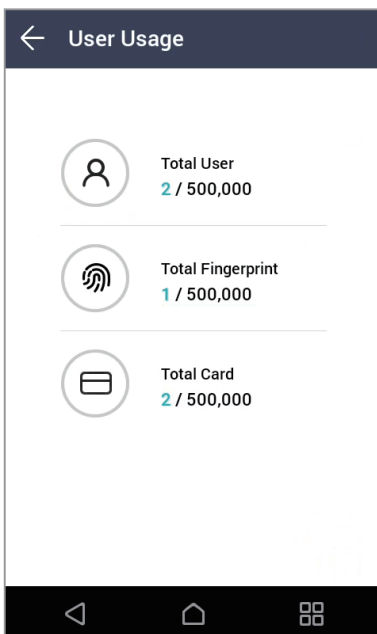 User Usage
Total User
2 / 500,000
Total Fingerprint
1 / 500,000
Total Card
2 / 500,000